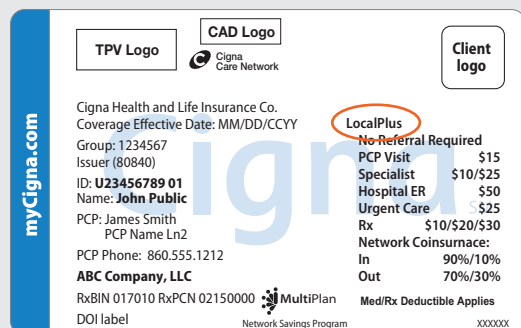 TPV Logo
CAD Logo
Cigna
Care Network
Client
logo
myCigna.com
Cigna
Cigna Health and Life Insurance Co.
Coverage Effective Date: MM/DD/CCYY
Group: 1234567
Issuer (80840)
ID: U23456789 01
Name: John Public
PCP: James Smith
PCP Name Ln2
PCP Phone: 860.555.1212
ABC Company, LLC
RxBIN 017010 RxPCN 02150000
DOI label
MultiPlan
Network Savings Program
LocalPlus
No Referral Required
PCP Visit $15
Specialist $10/$25
Hospital ER $50
Urgent Care S$25
Rx $10/$20/$30
Network Coinsurnace:
In 90%/10%
Out 70%/30%
Med/Rx Deductible Applies
XXXXXX